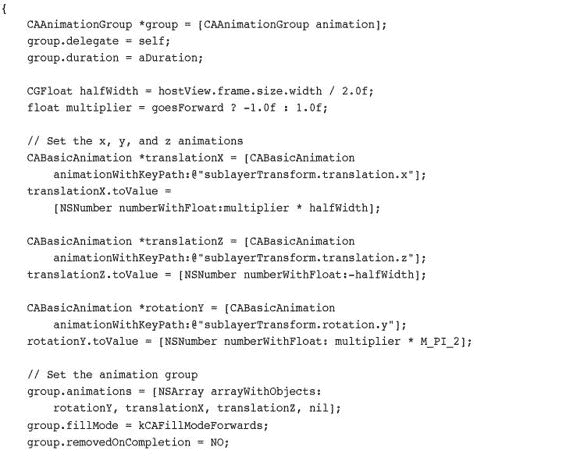 {
CAAnimationGroup *group = [CAAnimationGroup animation];
group.delegate = self;
group.duration = aDuration;
CGFloat halfWidth = hostView.frame.size.width / 2.0f;
float multiplier = goesForward ? -1.0f : 1.0f;
// Set the x, y, and z animations
CABasicAnimation *translationX = [CABasicAnimation
animationWithKeyPath:@"sublayerTransform.translation.x"];
translationX.toValue =
[NSNumber numberWithFloat:multiplier * halfWidth];
CABasicAnimation *translationZ = [CABasicAnimation
animationWithKeyPath:@"sublayerTransform.translation.z"];
translationZ.toValue = [NSNumber numberWithFloat:-halfWidth];
CABasicAnimation *rotationY = [CABasicAnimation
animationWithKeyPath:@"sublayerTransform.rotation.y"];
rotationY.toValue = [NSNumber numberWithFloat: multiplier * M_PI_2];
// Set the animation group
group.animations = [NSArray arrayWithObjects:
rotationY, translationX, translationZ, nil];
group.fillMode = kCAFillModeForwards;
group.removedOnCompletion = NO;